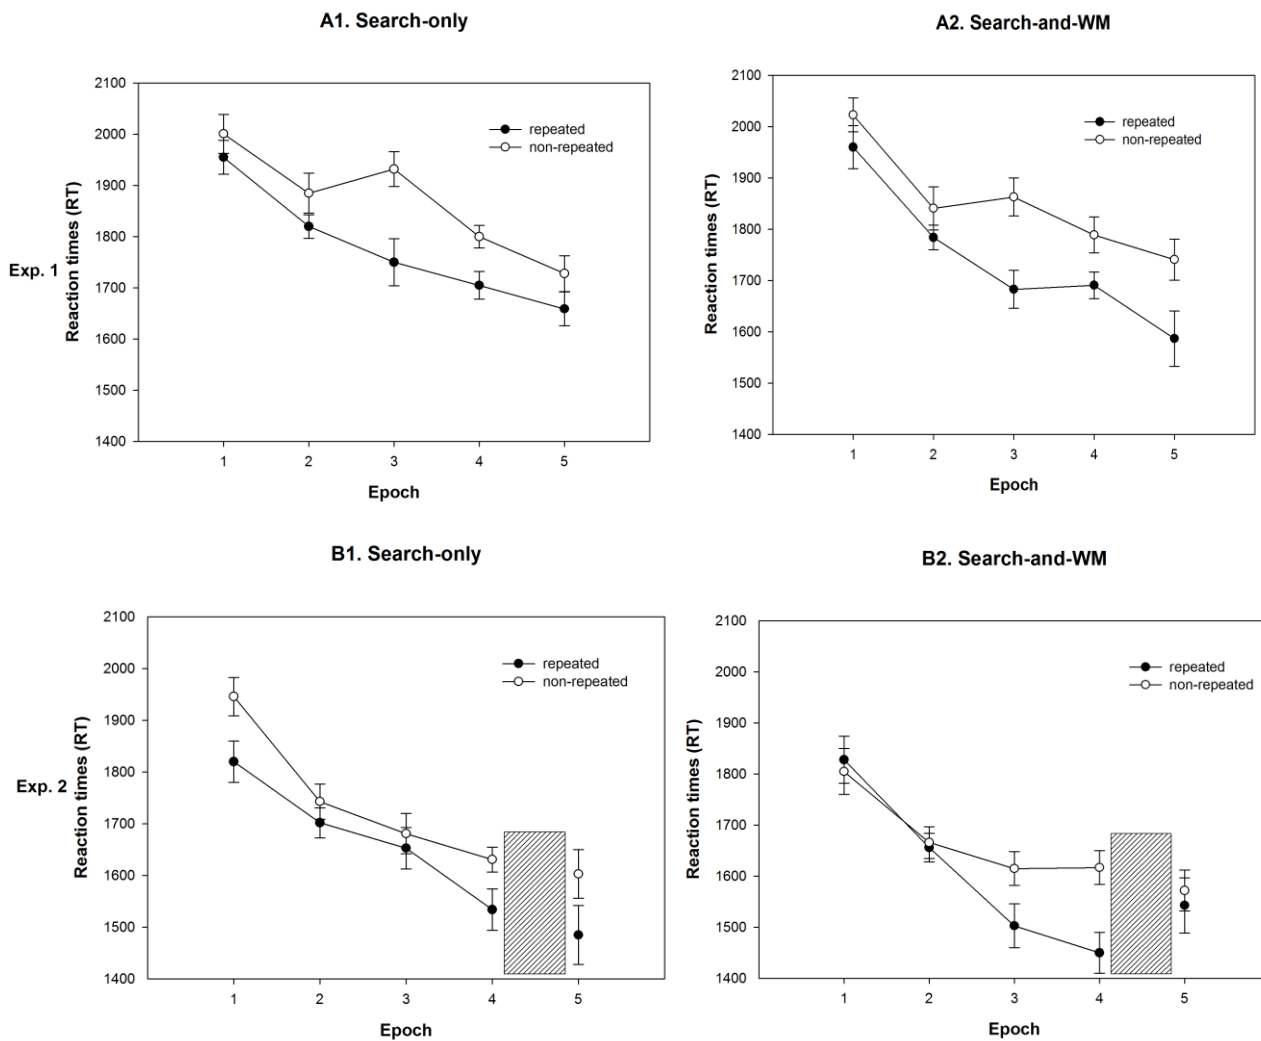 A1. Search-only
A2. Search-and-WM
Exp. 1
Reaction times (RT)
2100
2000
1900
1800
1700
1600
1500
1400
repeated
non-repeated
1 2 3 4 5
Epoch
Reaction times (RT)
2100
2000
1900
1800
1700
1600
1500
1400
repeated
non-repeated
1 2 3 4 5
Epoch
B1. Search-only
B2. Search-and-WM
Exp. 2
Reaction times (RT)
2100
2000
1900
1800
1700
1600
1500
1400
repeated
non-repeated
1 2 3 4 5
Epoch
Reaction times (RT)
2100
2000
1900
1800
1700
1600
1500
1400
repeated
non-repeated
1 2 3 4 5
Epoch